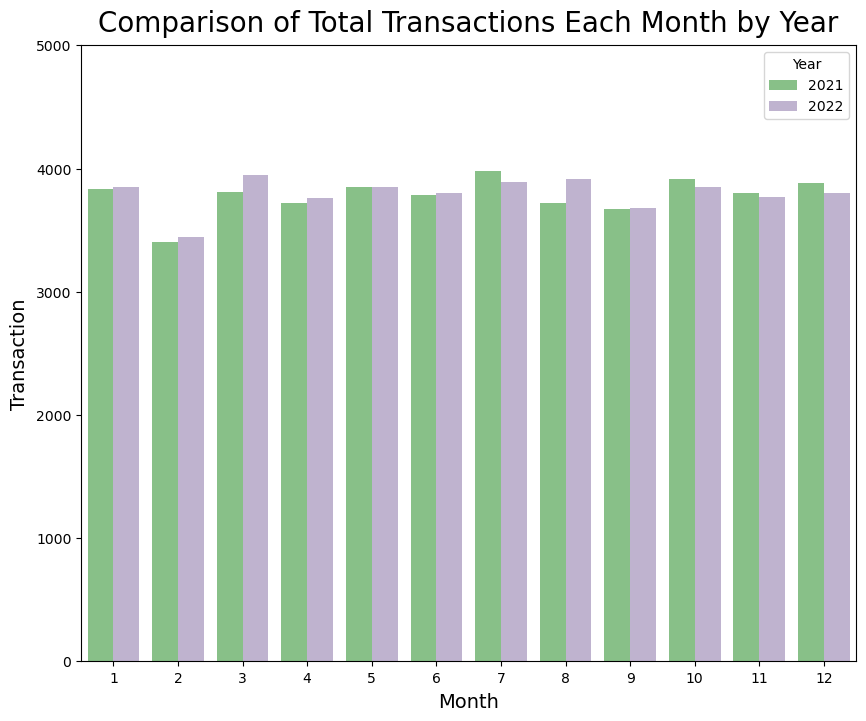 Comparison of Total Transactions Each Month by Year
Year
2021
2022
5000
4000
3000
2000
1000
0
Transaction
1 2 3 4 5 6 7 8 9 10 11 12
Month